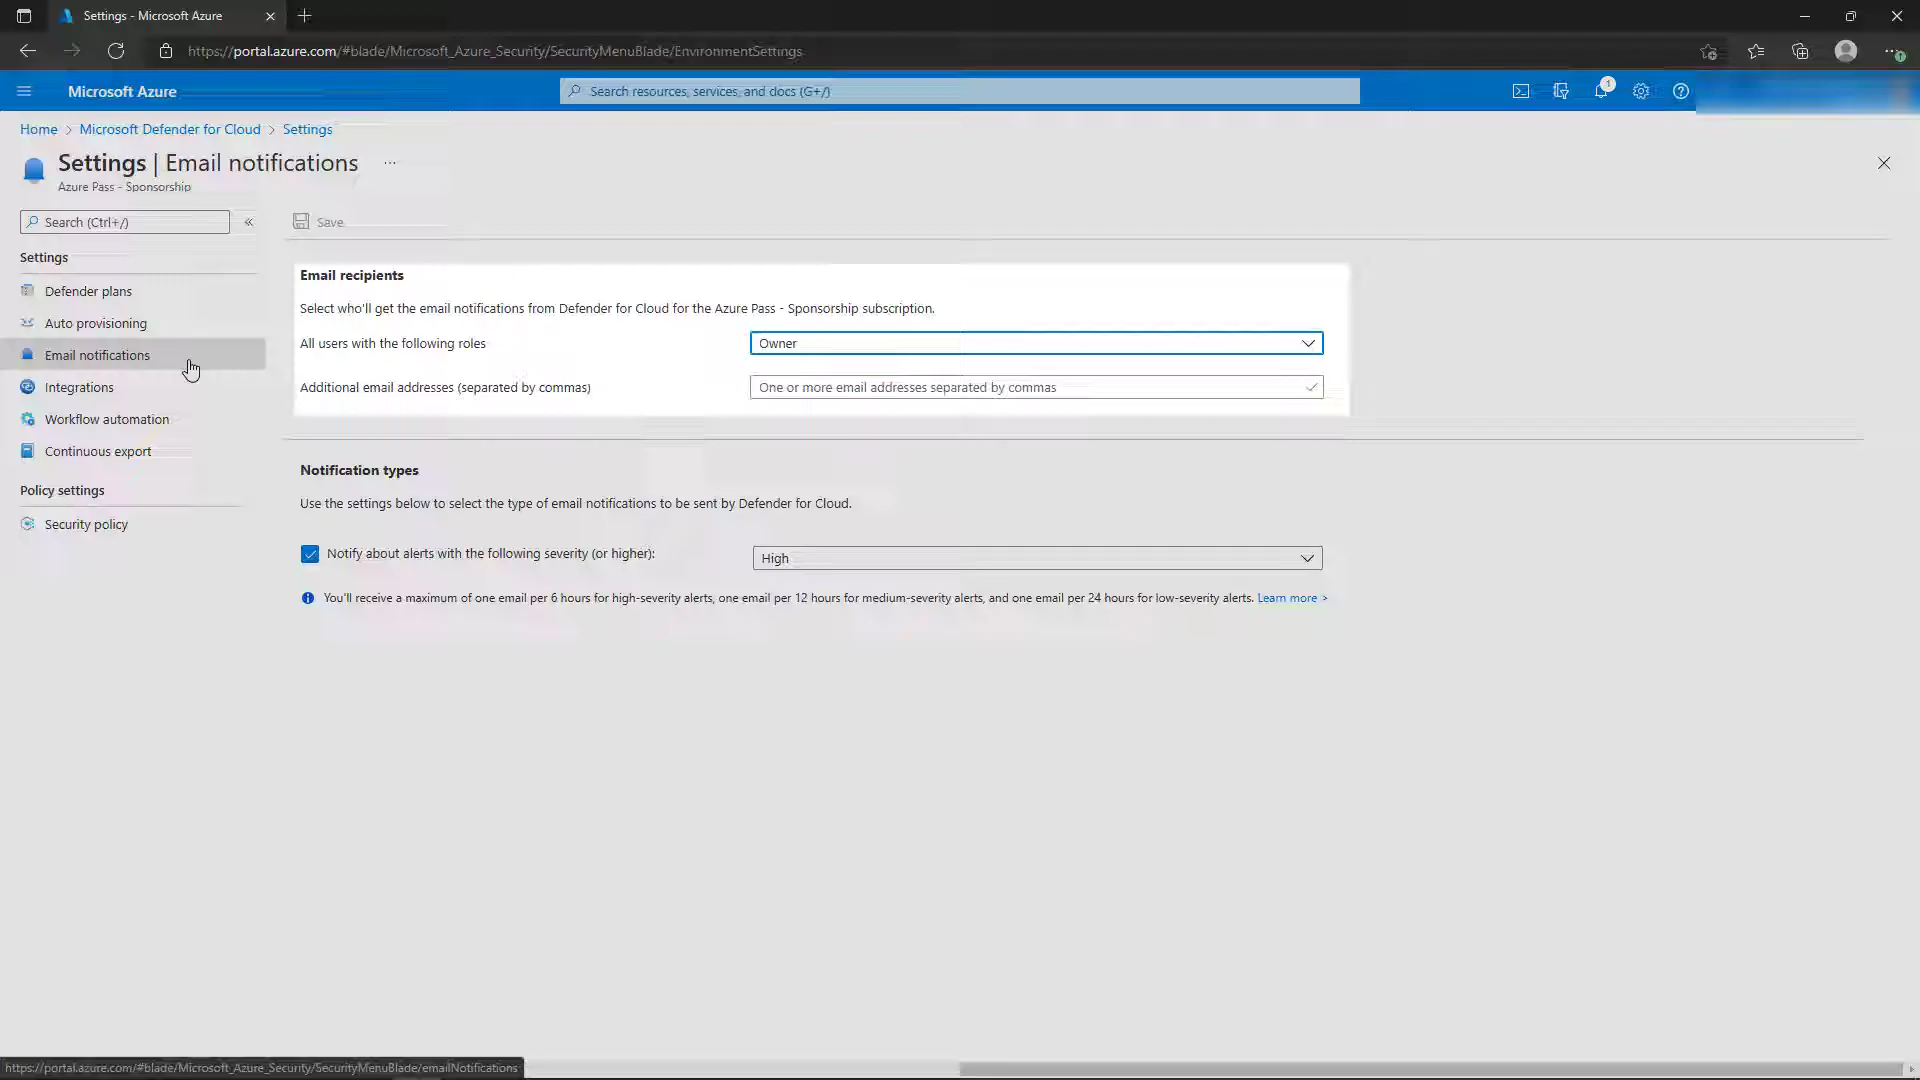 Settings - Microsoft Azure
https://portal.azure.com/#blade/Microsoft_Azure_Security/SecurityMenuBlade/EnvironmentSettings
Microsoft Azure
Search resources, services, and docs (G+/)
1
Home > Microsoft Defender for Cloud > Settings
Settings | Email notifications ...
Azure Pass - Sponsorship
Search (Ctrl+/)
«
Save
Settings
Defender plans
Auto provisioning
Email notifications
Integrations
Workflow automation
Continuous export
Policy settings
Security policy
Email recipients
Select who'll get the email notifications from Defender for Cloud for the Azure Pass - Sponsorship subscription.
All users with the following roles
Owner
Additional email addresses (separated by commas)
One or more email addresses separated by commas
Notification types
Use the settings below to select the type of email notifications to be sent by Defender for Cloud.
Notify about alerts with the following severity (or higher):
High
You'll receive a maximum of one email per 6 hours for high-severity alerts, one email per 12 hours for medium-severity alerts, and one email per 24 hours for low-severity alerts. Learn more >
https://portal.azure.com/#blade/Microsoft_Azure_Security/SecurityMenuBlade/emailNotifications